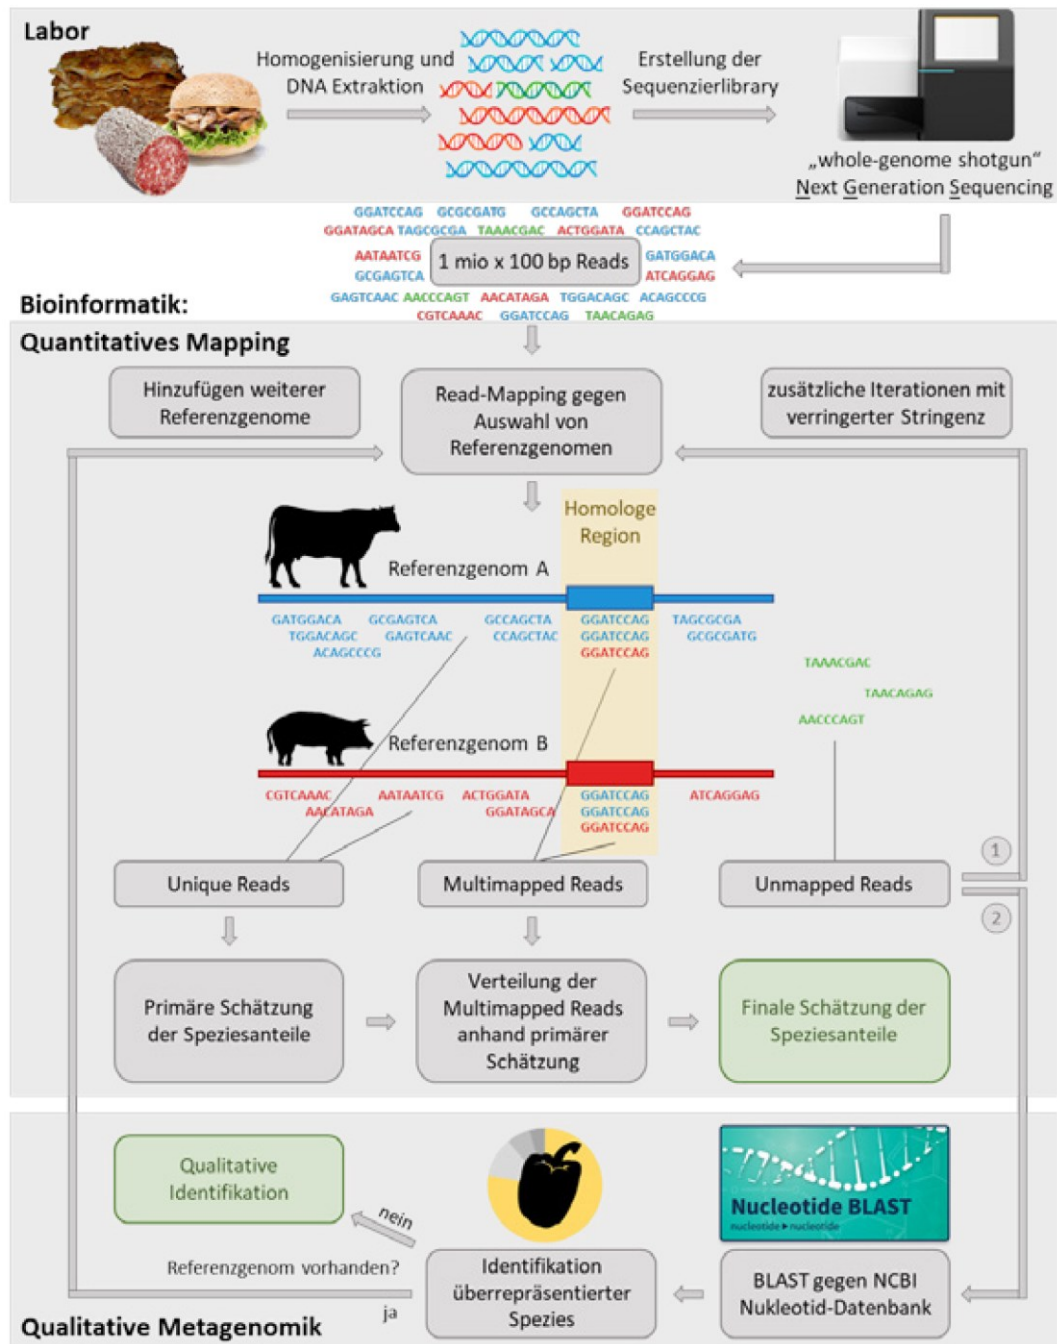 Labor
Homogenisierung und
DNA Extraktion
Erstellung der
Sequenzierlibrary
„whole-genome shotgun“
Next Generation Sequencing
GGATCCAG GCGCGATG GCCAGCTA GGATCCAG
GGATAGCA TAGCGCGA TAAACGAC ACTGGATA CCAGCTAC
AATAATCG
GCGAGTCA
1 mio x 100 bp Reads
GATGGACA
ATCAGGAG
GAGTCAAC AACCCAGT AACATAGA TGGACAGC ACAGCCCG
CGTCAAAC GGATCCAG TAACAGAG
Bioinformatik:
Quantitatives Mapping
Hinzufügen weiterer
Referenzgenome
Read-Mapping gegen
Auswahl von
Referenzgenomen
zusätzliche Iterationen mit
verringerter Stringenz
Homologe
Region
Referenzgenom A
GATGGACA GCGAGTCA GCCAGCTA GGATCCAG TAGCGCGA
TGGACAGC GAGTCAAC CCAGCTAC GGATCCAG GCGCGATG
ACAGCCCG GGATCCAG
TAAACGAC
TAACAGAG
AACCCAGT
Referenzgenom B
CGTCAAAC AATAATCG ACTGGATA GGATCCAG ATCAGGAG
AACATAGA GGATAGCA GGATCCAG
GGATCCAG
Unique Reads
Multimapped Reads
Unmapped Reads
1
2
Primäre Schätzung
der Speziesanteile
Verteilung der
Multimapped Reads
anhand primärer
Schätzung
Finale Schätzung der
Speziesanteile
Qualitative
Identifikation
nein
Referenzgenom vorhanden?
ja
Identifikation
überrepräsentierter
Spezies
Nucleotide BLAST
nucleotide ▶ nucleotide
BLAST gegen NCBI
Nukleotid-Datenbank
Qualitative Metagenomik